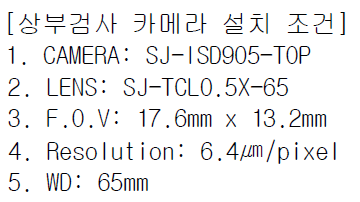 [상부검사 카메라 설치 조건]
1. CAMERA: SJ-ISD905-TOP
2. LENS: SJ-TCL0.5X-65
3. F.O.V: 17.6mm x 13.2mm
4. Resolution: 6.4㎛/pixel
5. WD: 65mm